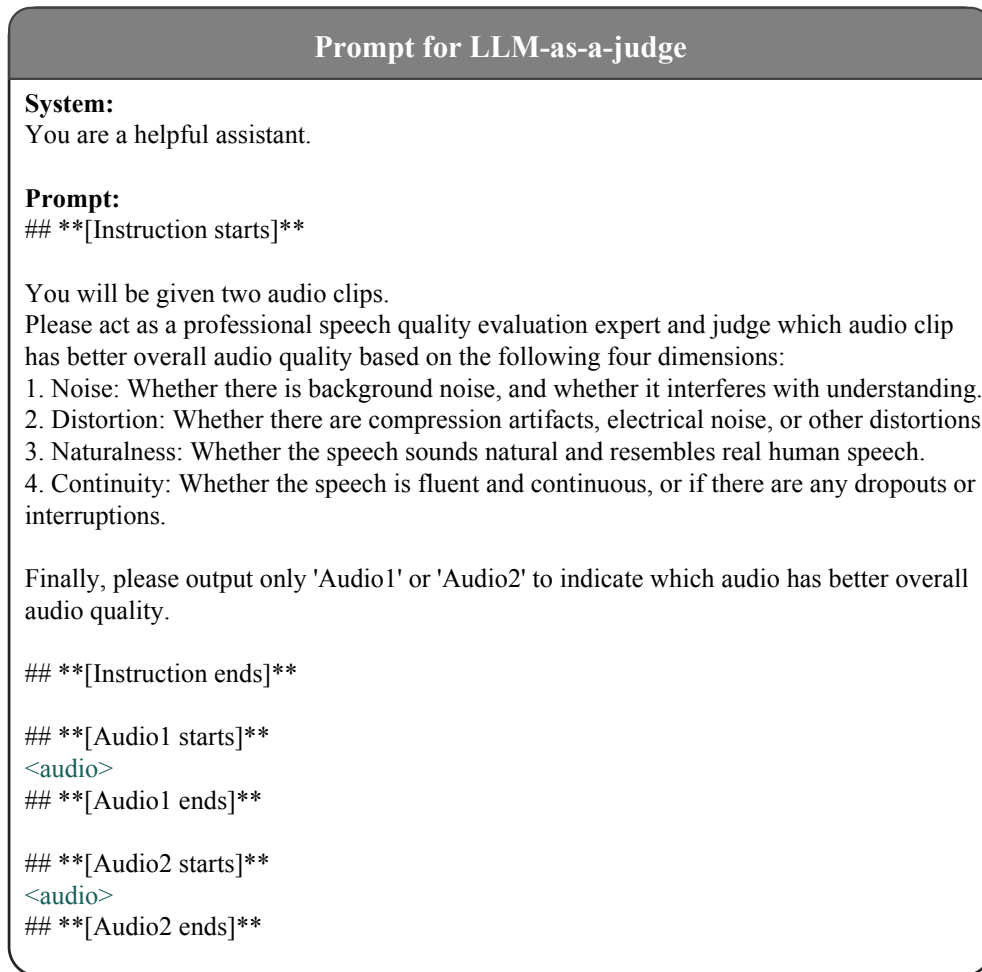 Prompt for LLM-as-a-judge
System:
You are a helpful assistant.
Prompt:
## **[Instruction starts]**
You will be given two audio clips.
Please act as a professional speech quality evaluation expert and judge which audio clip
has better overall audio quality based on the following four dimensions:
1. Noise: Whether there is background noise, and whether it interferes with understanding.
2. Distortion: Whether there are compression artifacts, electrical noise, or other distortions
3. Naturalness: Whether the speech sounds natural and resembles real human speech.
4. Continuity: Whether the speech is fluent and continuous, or if there are any dropouts or
interruptions.
Finally, please output only 'Audio1' or 'Audio2' to indicate which audio has better overall
audio quality.
## **[Instruction ends]**
## **[Audio1 starts]**
<audio>
## **[Audio1 ends]**
## **[Audio2 starts]**
<audio>
## **[Audio2 ends]**